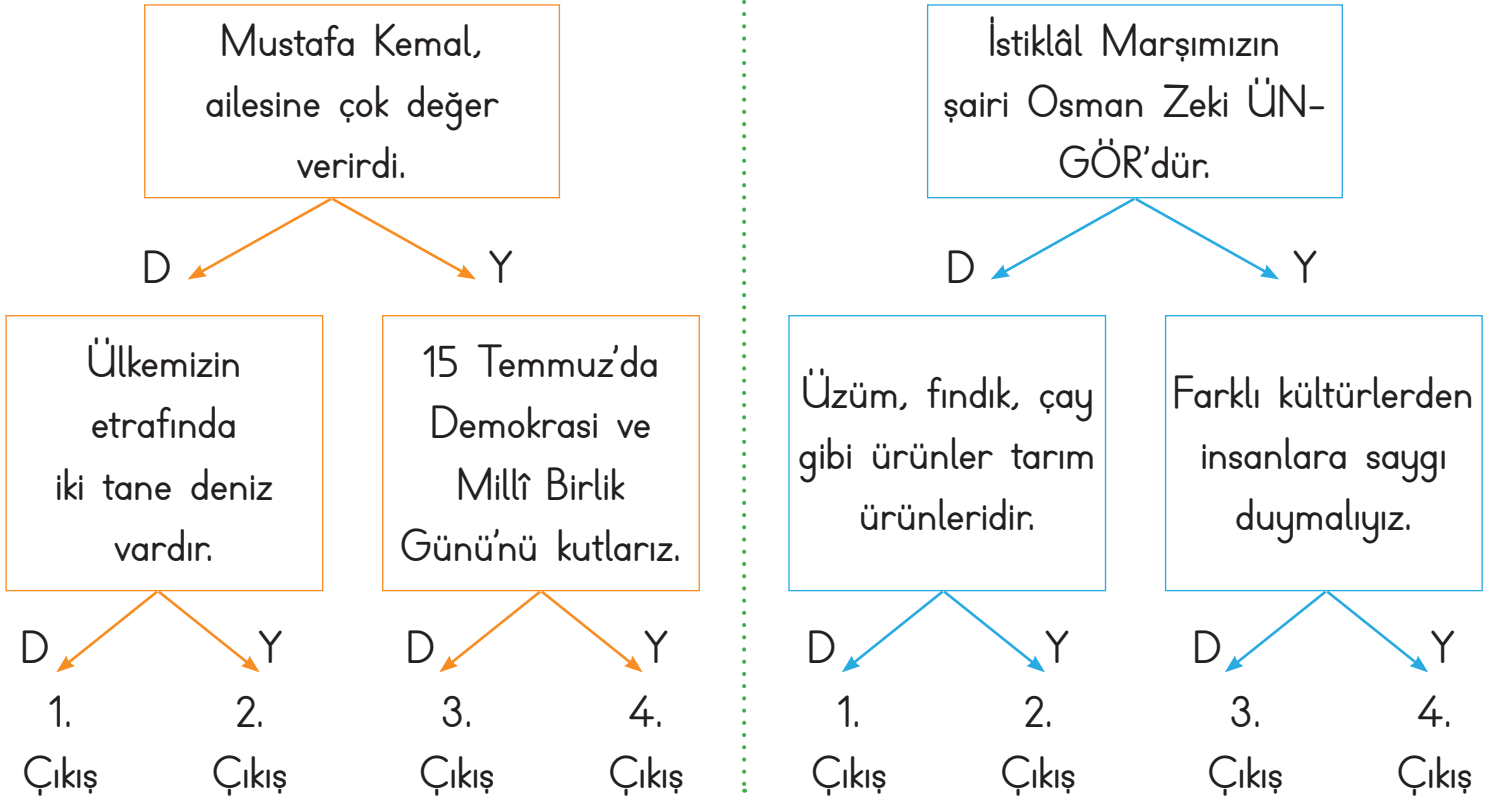 Mustafa Kemal,
ailesine çok değer
verirdi.
D
Y
Ülkemizin
etrafında
iki tane deniz
vardır.
15 Temmuz'da
Demokrasi ve
Millî Birlik
Günü'nü kutlarız.
D
Y
D
Y
1.
Çıkış
2.
Çıkış
3.
Çıkış
4.
Çıkış
İstiklâl Marşımızın
şairi Osman Zeki ÜN-
GÖR'dür.
D
Y
Üzüm, fındık, çay
gibi ürünler tarım
ürünleridir.
Farklı kültürlerden
insanlara saygı
duymalıyız.
D
Y
D
Y
1.
Çıkış
2.
Çıkış
3.
Çıkış
4.
Çıkış